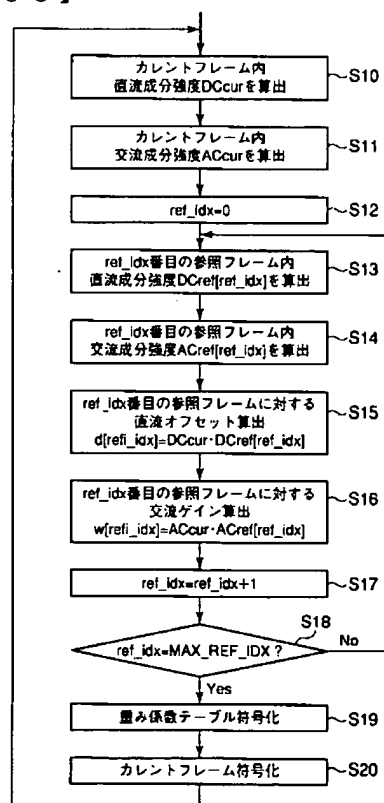 カレントフレーム内
直流成分強度DCcurを算出
S10
カレントフレーム内
交流成分強度ACcurを算出
S11
ref_idx=0
S12
ref_idx番目の参照フレーム内
直流成分強度DCref[ref_idx]を算出
S13
ref_idx番目の参照フレーム内
交流成分強度ACref[ref_idx]を算出
S14
ref_idx番目の参照フレームに対する
直流オフセット算出
d[refi_idx]=DCcur-DCref[ref_idx]
S15
ref_idx番目の参照フレームに対する
交流ゲイン算出
w[refi_idx]=ACcur-ACref[ref_idx]
S16
ref_idx=ref_idx+1
S17
S18
ref_idx=MAX_REF_IDX ?
No
Yes
重み係数テーブル符号化
S19
カレントフレーム符号化
S20